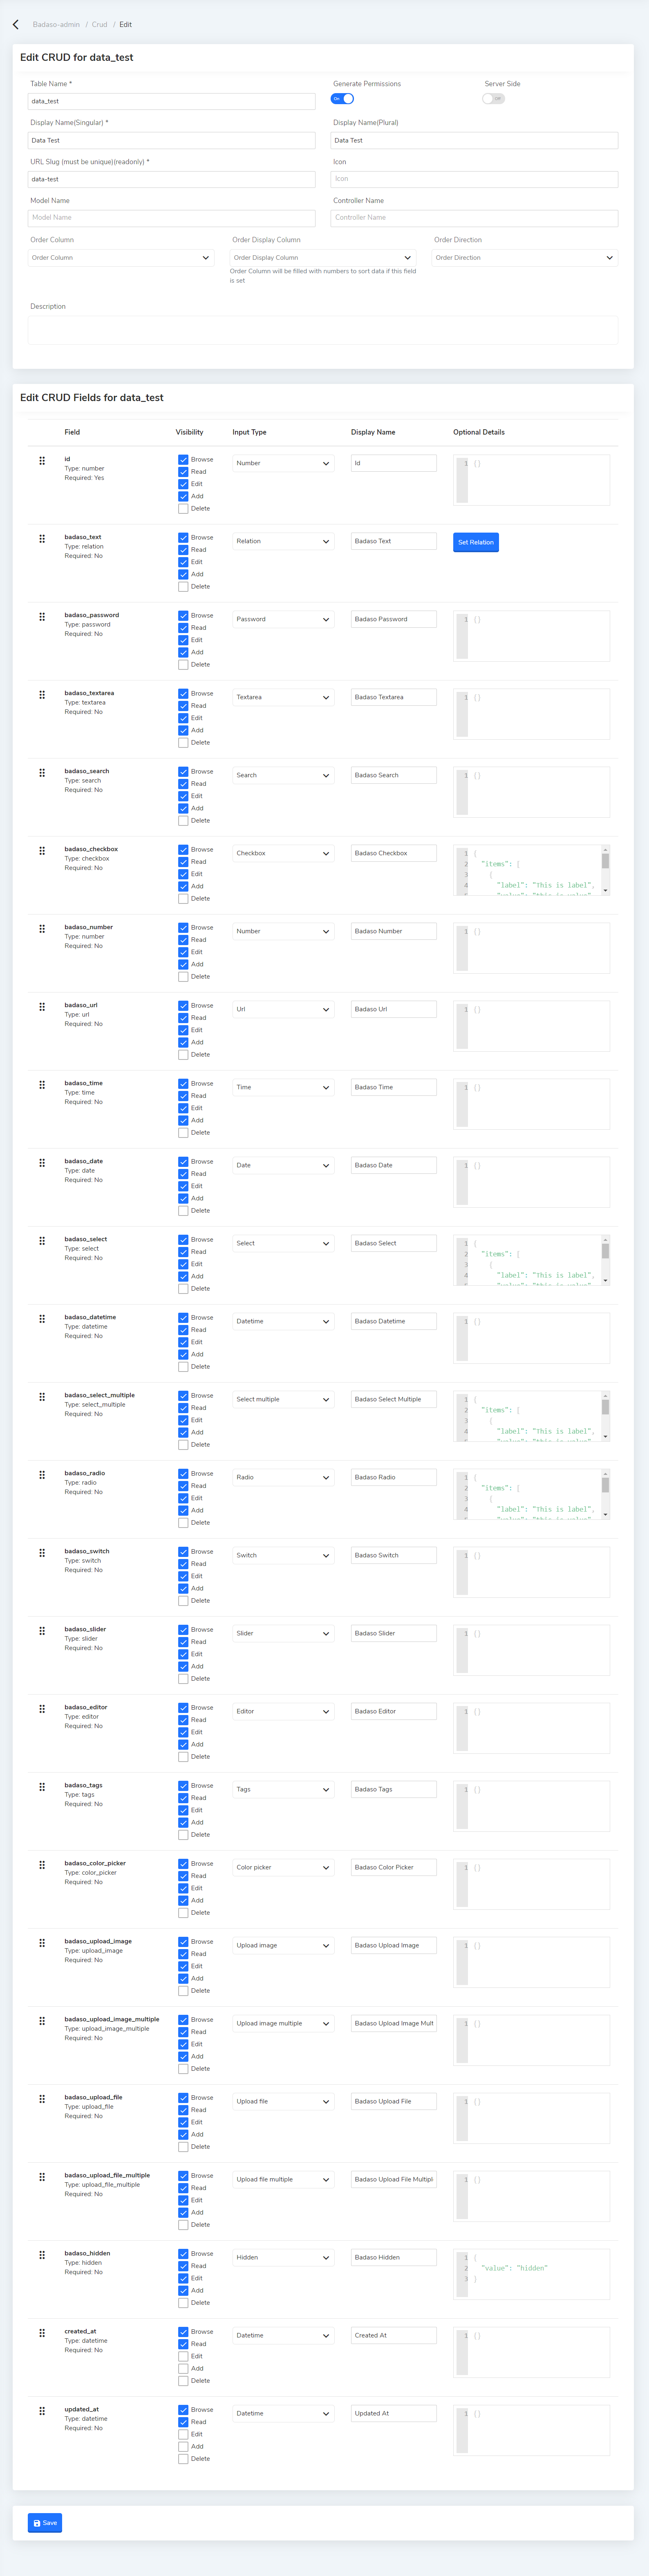 Badaso-admin / Crud / Edit
Edit CRUD for data_test
Table Name *
Generate Permissions
Server Side
data_test
On
Off
Display Name(Singular) *
Display Name(Plural)
Data Test
Data Test
URL Slug (must be unique)(readonly) *
Icon
data-test
Icon
Model Name
Controller Name
Model Name
Controller Name
Order Column
Order Display Column
Order Direction
Order Column
Order Display Column
Order Direction
Order Column will be filled with numbers to sort data if this field
is set
Description
Edit CRUD Fields for data_test
Field Visibility Input Type Display Name Optional Details
id
Type: number
Required: Yes
Browse
Read
Edit
Add
Delete
Number
Id
1 {}
badaso_text
Type: relation
Required: No
Browse
Read
Edit
Add
Delete
Relation
Badaso Text
Set Relation
badaso_password
Type: password
Required: No
Browse
Read
Edit
Add
Delete
Password
Badaso Password
1 {}
badaso_textarea
Type: textarea
Required: No
Browse
Read
Edit
Add
Delete
Textarea
Badaso Textarea
1 {}
badaso_search
Type: search
Required: No
Browse
Read
Edit
Add
Delete
Search
Badaso Search
1 {}
badaso_checkbox
Type: checkbox
Required: No
Browse
Read
Edit
Add
Delete
Checkbox
Badaso Checkbox
1 {
2 "items": [
3 {
4 "label": "This is label",
badaso_number
Type: number
Required: No
Browse
Read
Edit
Add
Delete
Number
Badaso Number
1 {}
badaso_url
Type: url
Required: No
Browse
Read
Edit
Add
Delete
Url
Badaso Url
1 {}
badaso_time
Type: time
Required: No
Browse
Read
Edit
Add
Delete
Time
Badaso Time
1 {}
badaso_date
Type: date
Required: No
Browse
Read
Edit
Add
Delete
Date
Badaso Date
1 {}
badaso_select
Type: select
Required: No
Browse
Read
Edit
Add
Delete
Select
Badaso Select
1 {
2 "items": [
3 {
4 "label": "This is label",
badaso_datetime
Type: datetime
Required: No
Browse
Read
Edit
Add
Delete
Datetime
Badaso Datetime
1 {}
badaso_select_multiple
Type: select_multiple
Required: No
Browse
Read
Edit
Add
Delete
Select multiple
Badaso Select Multiple
1 {
2 "items": [
3 {
4 "label": "This is label",
badaso_radio
Type: radio
Required: No
Browse
Read
Edit
Add
Delete
Radio
Badaso Radio
1 {
2 "items": [
3 {
4 "label": "This is label",
badaso_switch
Type: switch
Required: No
Browse
Read
Edit
Add
Delete
Switch
Badaso Switch
1 {}
badaso_slider
Type: slider
Required: No
Browse
Read
Edit
Add
Delete
Slider
Badaso Slider
1 {}
badaso_editor
Type: editor
Required: No
Browse
Read
Edit
Add
Delete
Editor
Badaso Editor
1 {}
badaso_tags
Type: tags
Required: No
Browse
Read
Edit
Add
Delete
Tags
Badaso Tags
1 {}
badaso_color_picker
Type: color_picker
Required: No
Browse
Read
Edit
Add
Delete
Color picker
Badaso Color Picker
1 {}
badaso_upload_image
Type: upload_image
Required: No
Browse
Read
Edit
Add
Delete
Upload image
Badaso Upload Image
1 {}
badaso_upload_image_multiple
Type: upload_image_multiple
Required: No
Browse
Read
Edit
Add
Delete
Upload image multiple
Badaso Upload Image Mult
1 {}
badaso_upload_file
Type: upload_file
Required: No
Browse
Read
Edit
Add
Delete
Upload file
Badaso Upload File
1 {}
badaso_upload_file_multiple
Type: upload_file_multiple
Required: No
Browse
Read
Edit
Add
Delete
Upload file multiple
Badaso Upload File Multipl
1 {}
badaso_hidden
Type: hidden
Required: No
Browse
Read
Edit
Add
Delete
Hidden
Badaso Hidden
1 {
2 "value": "hidden"
3 }
created_at
Type: datetime
Required: No
Browse
Read
Edit
Add
Delete
Datetime
Created At
1 {}
updated_at
Type: datetime
Required: No
Browse
Read
Edit
Add
Delete
Datetime
Updated At
1 {}
Save